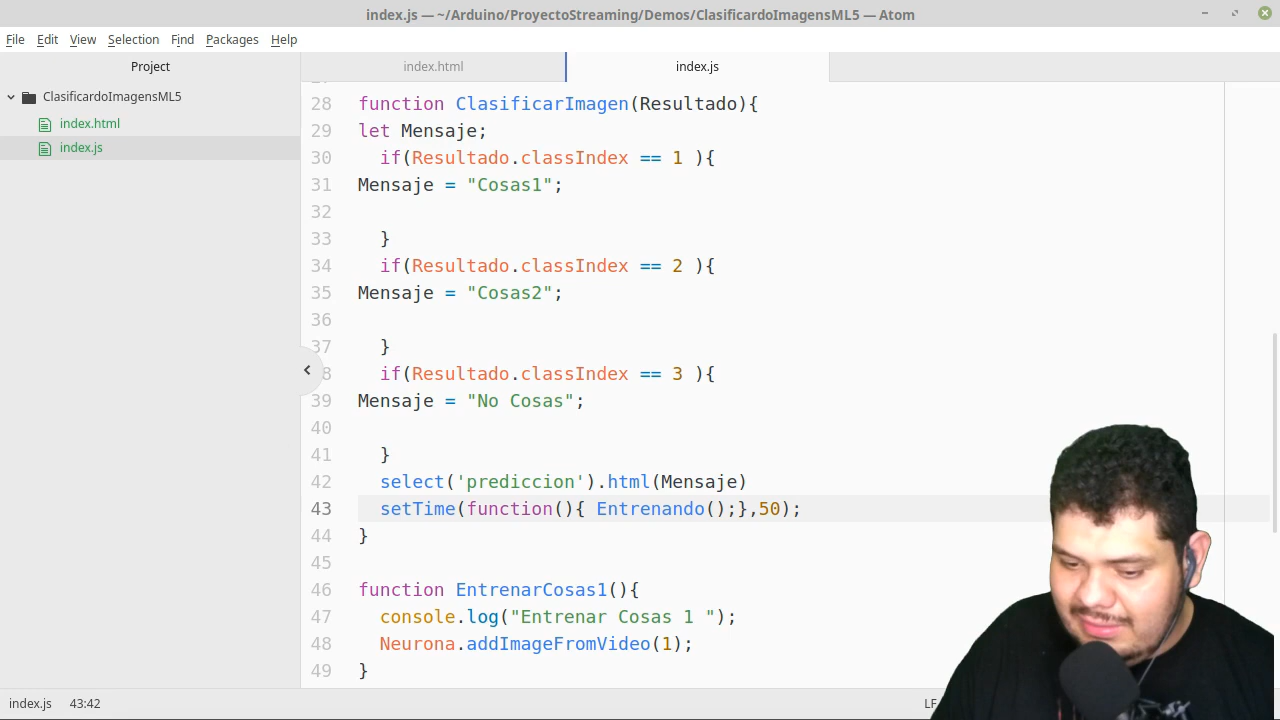 index.js — ~/Arduino/ProyectoStreaming/Demos/ClasificardoImagensML5 — Atom
File Edit View Selection Find Packages Help
Project
index.html
index.js
ClasificardoImagensML5
index.html
index.js
28 function ClasificarImagen(Resultado){
29 let Mensaje;
30 if(Resultado.classIndex == 1 ){
31 Mensaje = "Cosas1";
32
33 }
34 if(Resultado.classIndex == 2 ){
35 Mensaje = "Cosas2";
36
37 }
8 if(Resultado.classIndex == 3 ){
39 Mensaje = "No Cosas";
40
41 }
42 select('prediccion').html(Mensaje)
43 setTime(function(){ Entrenando();},50);
44 }
45
46 function EntrenarCosas1(){
47 console.log("Entrenar Cosas 1 ");
48 Neurona.addImageFromVideo(1);
49 }
index.js 43:42
LF